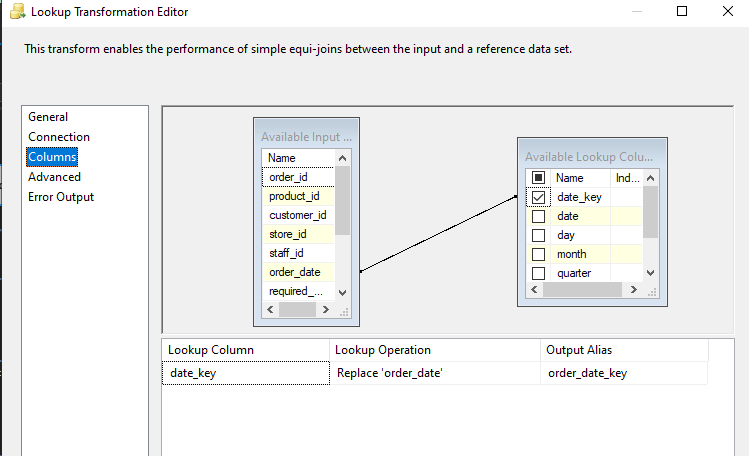 Lookup Transformation Editor
This transform enables the performance of simple equi-joins between the input and a reference data set.
General
Connection
Columns
Advanced
Error Output
Available Input ...
Name
order_id
product_id
customer_id
store_id
staff_id
order_date
required_...
Available Lookup Colu...
Name Ind...
date_key
date
day
month
quarter
Lookup Column Lookup Operation Output Alias
date_key Replace 'order_date' order_date_key